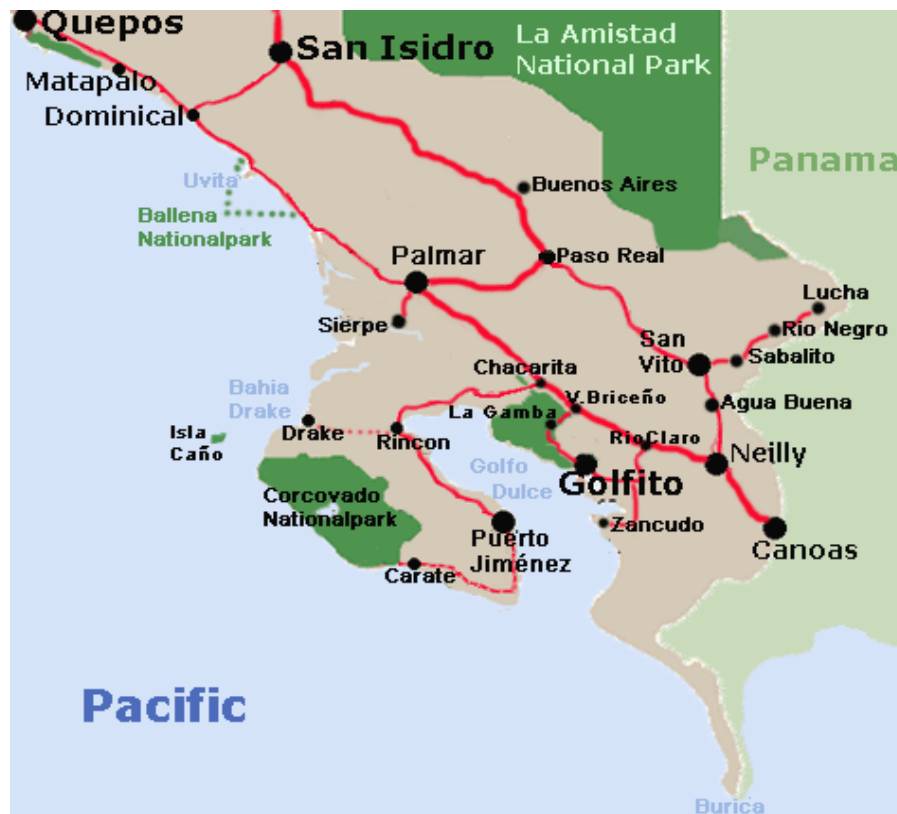 Quepos
San Isidro
La Amistad
National Park
Matapalo
Dominical
Panama
Uvita
Buenos Aires
Ballena
Nationalpark
Palmar
Paso Real
Lucha
Sierpe
Rio Negro
San
Vito
Sabalito
Chacarita
Bahia
Drake
V.Briceño
Agua Buena
La Gamba
Isla
Caño
Drake
Rincon
RioClaro
Neilly
Golfo
Dulce
Golfito
Corcovado
Nationalpark
Zancudo
Puerto
Jiménez
Canoas
Carate
Pacific
Burica